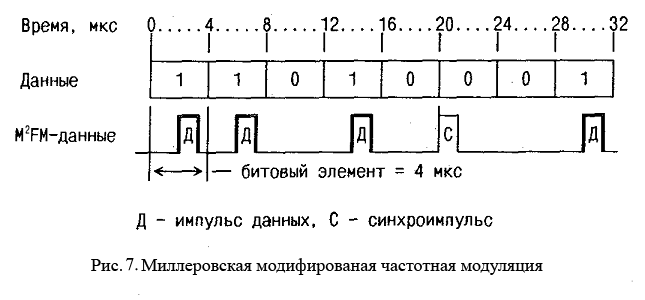 Время, мкс 0.....4.....8.....12.....16.....20.....24.....28.....32
Данные 1 1 0 1 0 0 0 1
M²FM-данные Д Д Д С Д
битовый элемент = 4 мкс
Д - импульс данных, С - синхроимпульс
Рис. 7. Миллеровская модифированая частотная модуляция